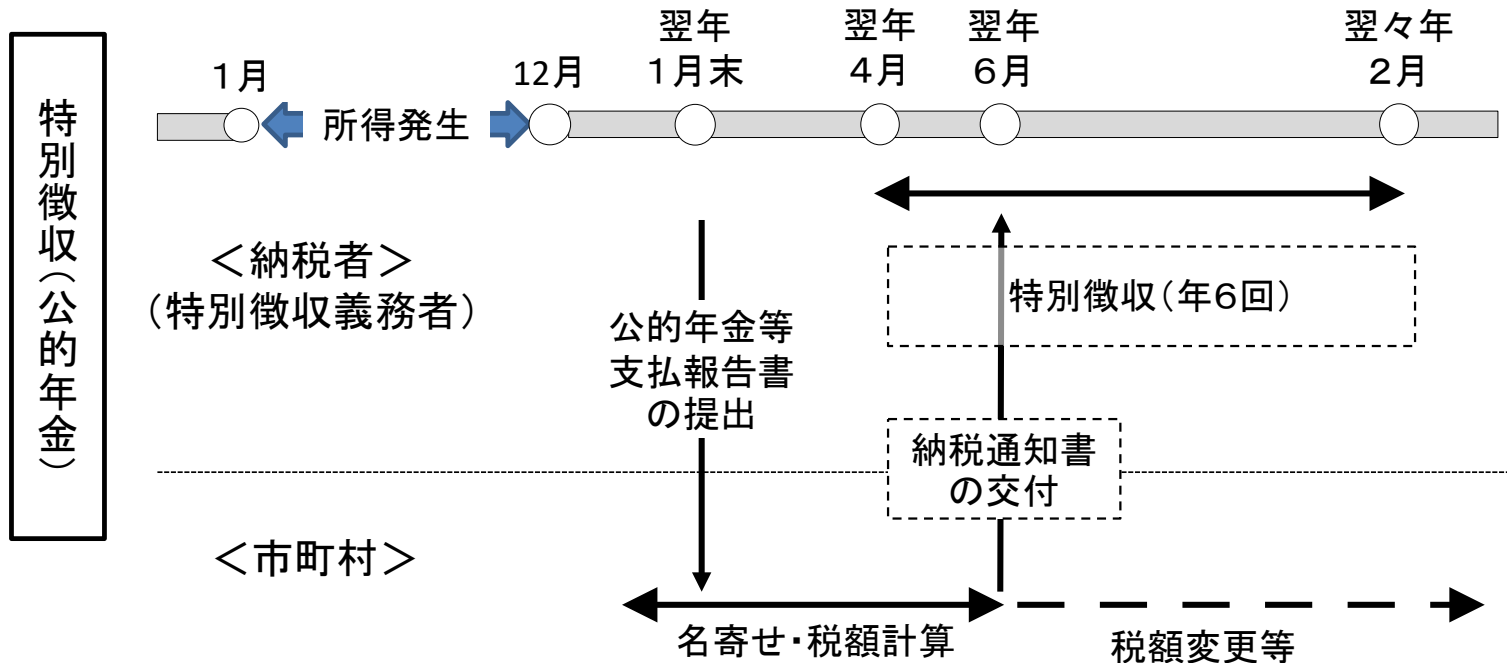 特別徴収（公的年金）
１月
12月
翌年
１月末
翌年
４月
翌年
６月
翌々年
２月
所得発生
＜納税者＞
（特別徴収義務者）
公的年金等
支払報告書
の提出
特別徴収（年６回）
納税通知書
の交付
＜市町村＞
名寄せ・税額計算
税額変更等